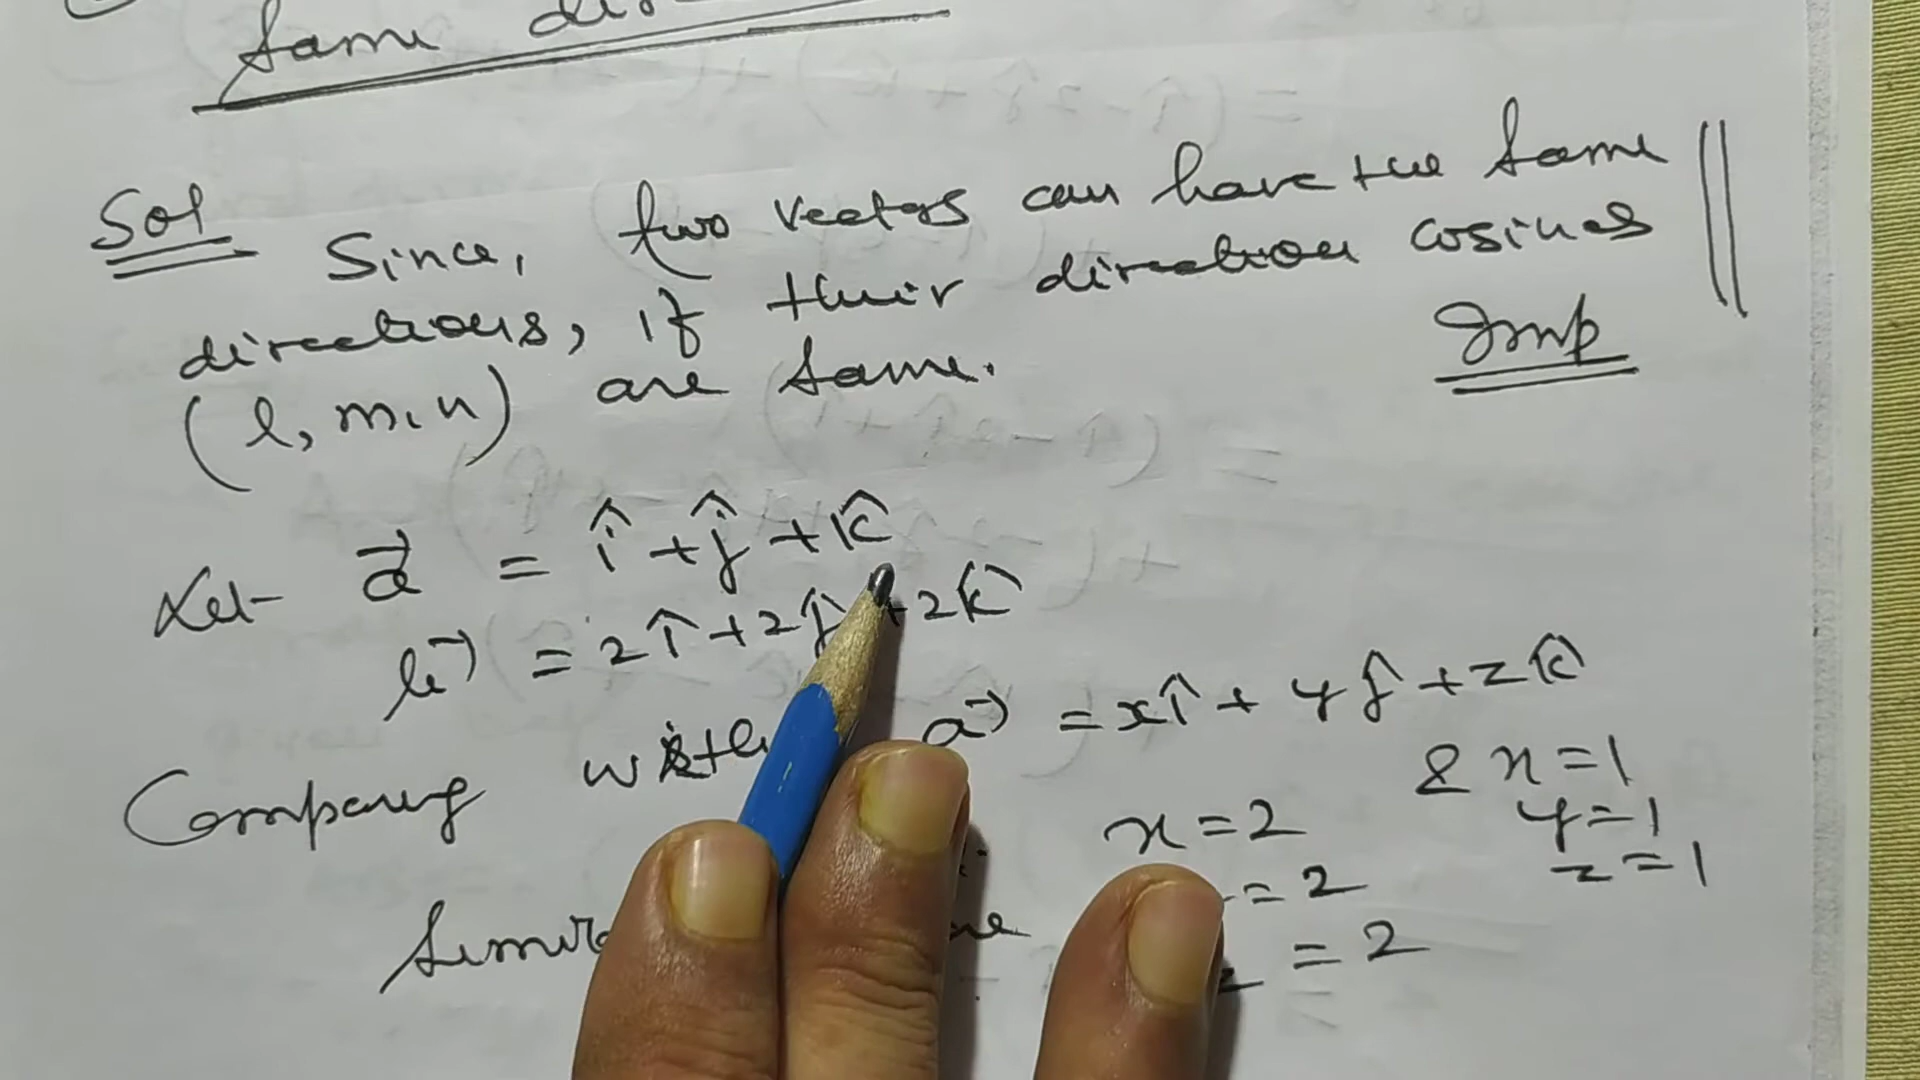 Same
Sol Since, two vectors can have the same
directions, if their direction cosines
(l, m, n) are same.
Imp
Let a⃗ = î + ĵ + k̂
b⃗ = 2î + 2ĵ + 2k̂
Comparing with a⃗ = xî + yĵ + zk̂
x = 2 & x = 1
= 2 y = 1
z = 2 z = 1